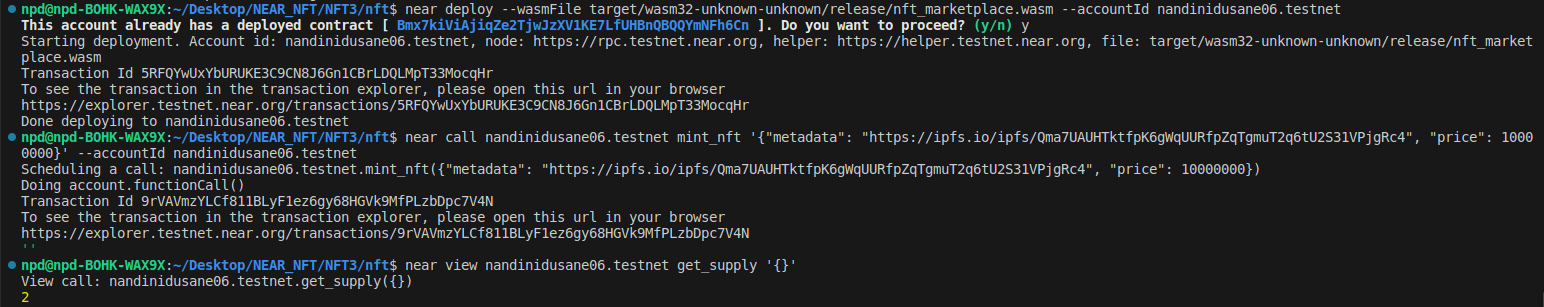 npd@npd-BOHK-WAX9X:~/Desktop/NEAR_NFT/NFT3/nft$ near deploy --wasmFile target/wasm32-unknown-unknown/release/nft_marketplace.wasm --accountId nandinidusane06.testnet
This account already has a deployed contract [ Bmx7kiViAjiqZe2TjwJzXV1KE7LfUHBnQBQQYmNFh6Cn ]. Do you want to proceed? (y/n) y
Starting deployment. Account id: nandinidusane06.testnet, node: https://rpc.testnet.near.org, helper: https://helper.testnet.near.org, file: target/wasm32-unknown-unknown/release/nft_market
place.wasm
Transaction Id 5RFQYwUxYbURUKE3C9CN8J6Gn1CBrLDQLMpT33MocqHr
To see the transaction in the transaction explorer, please open this url in your browser
https://explorer.testnet.near.org/transactions/5RFQYwUxYbURUKE3C9CN8J6Gn1CBrLDQLMpT33MocqHr
Done deploying to nandinidusane06.testnet
npd@npd-BOHK-WAX9X:~/Desktop/NEAR_NFT/NFT3/nft$ near call nandinidusane06.testnet mint_nft '{"metadata": "https://ipfs.io/ipfs/Qma7UAUHTktfpK6gWqUURfpZqTgmuT2q6tU2S31VPjgRc4", "price": 1000
0000}' --accountId nandinidusane06.testnet
Scheduling a call: nandinidusane06.testnet.mint_nft({"metadata": "https://ipfs.io/ipfs/Qma7UAUHTktfpK6gWqUURfpZqTgmuT2q6tU2S31VPjgRc4", "price": 10000000})
Doing account.functionCall()
Transaction Id 9rVAVmzYLCf811BLyF1ez6gy68HGVk9MfPLzbDpc7V4N
To see the transaction in the transaction explorer, please open this url in your browser
https://explorer.testnet.near.org/transactions/9rVAVmzYLCf811BLyF1ez6gy68HGVk9MfPLzbDpc7V4N
''
npd@npd-BOHK-WAX9X:~/Desktop/NEAR_NFT/NFT3/nft$ near view nandinidusane06.testnet get_supply '{}'
View call: nandinidusane06.testnet.get_supply({})
2